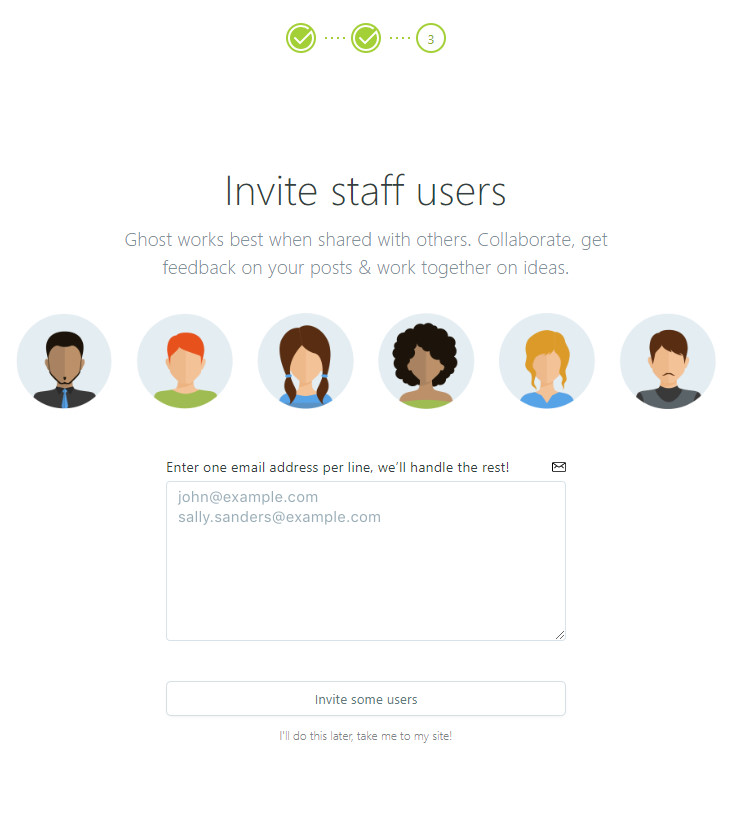 3
Invite staff users
Ghost works best when shared with others. Collaborate, get
feedback on your posts & work together on ideas.
Enter one email address per line, we’ll handle the rest!
john@example.com
sally.sanders@example.com
Invite some users
I'll do this later, take me to my site!